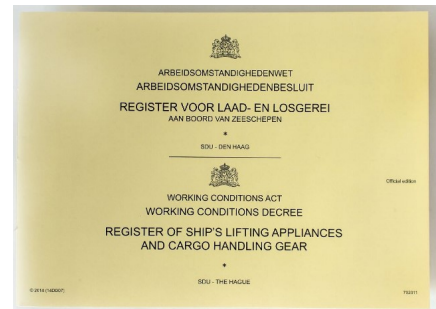 ARBEIDSOMSTANDIGHEDENWET
ARBEIDSOMSTANDIGHEDENBESLUIT
REGISTER VOOR LAAD- EN LOSGEREI
AAN BOORD VAN ZEESCHEPEN
*
SDU - DEN HAAG
Official edition
WORKING CONDITIONS ACT
WORKING CONDITIONS DECREE
REGISTER OF SHIP'S LIFTING APPLIANCES
AND CARGO HANDLING GEAR
*
SDU - THE HAGUE